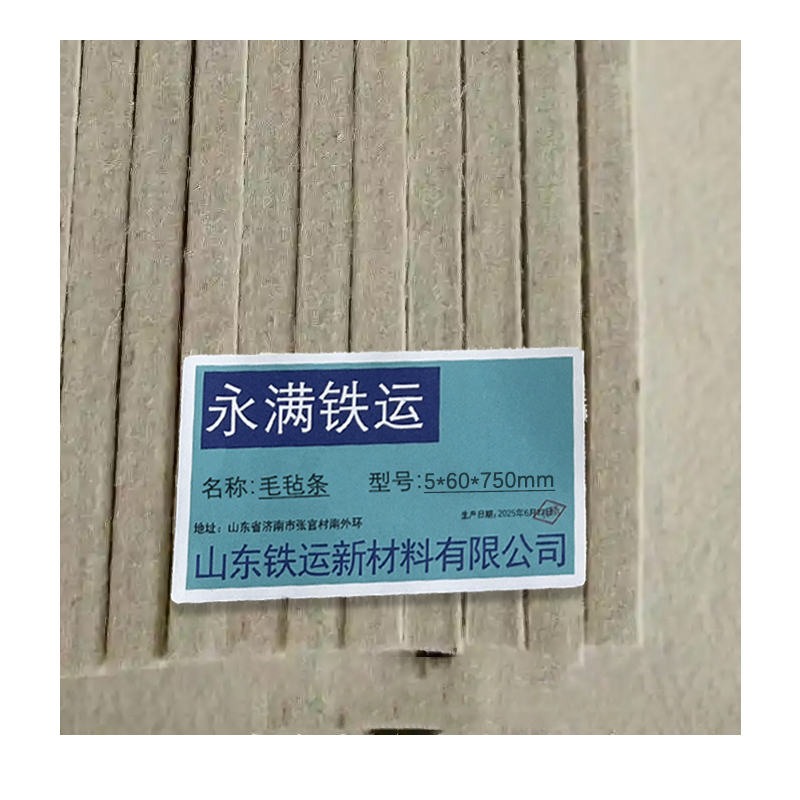 永满铁运
名称:毛毡条 型号:5*60*750mm
生产日期:2025年6月
地址:山东省济南市张官村南外环
山东铁运新材料有限公司